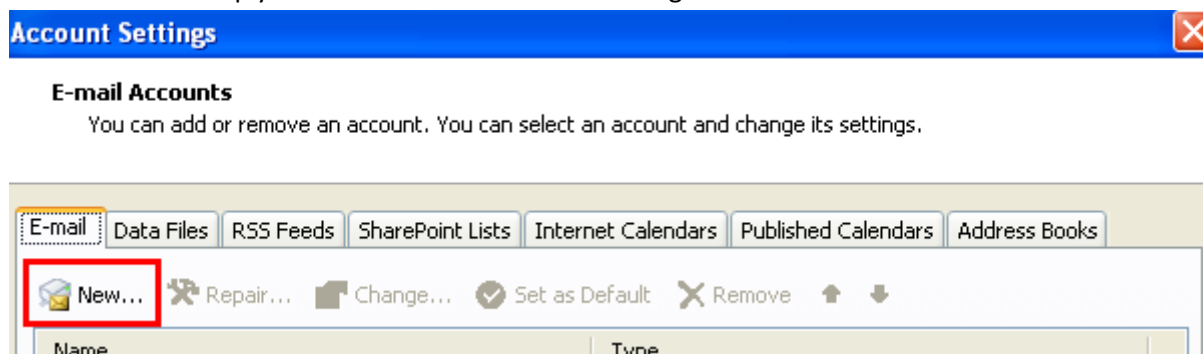 Account Settings
E-mail Accounts
You can add or remove an account. You can select an account and change its settings.
E-mail Data Files RSS Feeds SharePoint Lists Internet Calendars Published Calendars Address Books
New... Repair... Change... Set as Default Remove
Name Type